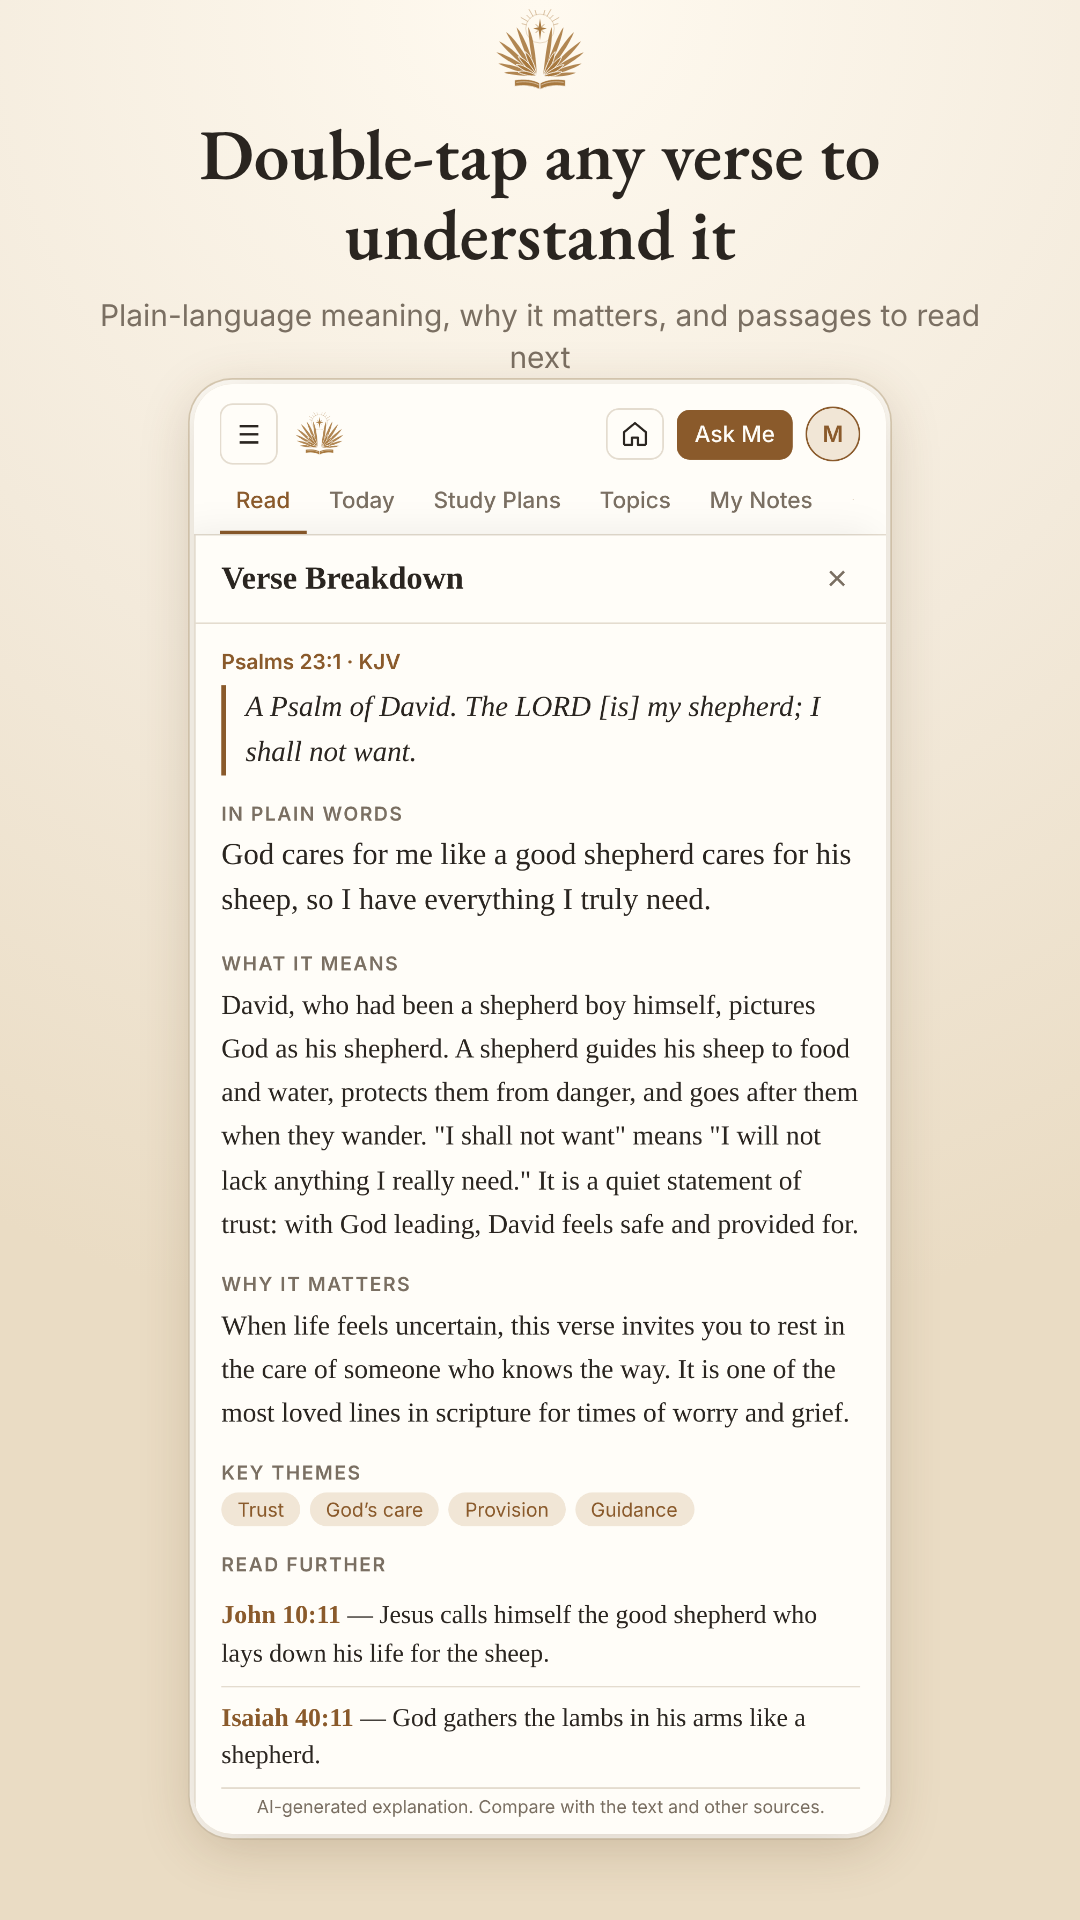 Double-tap any verse to
understand it
Plain-language meaning, why it matters, and passages to read
next
Ask Me
M
Read Today Study Plans Topics My Notes
Verse Breakdown
Psalms 23:1 · KJV
A Psalm of David. The LORD [is] my shepherd; I
shall not want.
IN PLAIN WORDS
God cares for me like a good shepherd cares for his
sheep, so I have everything I truly need.
WHAT IT MEANS
David, who had been a shepherd boy himself, pictures
God as his shepherd. A shepherd guides his sheep to food
and water, protects them from danger, and goes after them
when they wander. "I shall not want" means "I will not
lack anything I really need." It is a quiet statement of
trust: with God leading, David feels safe and provided for.
WHY IT MATTERS
When life feels uncertain, this verse invites you to rest in
the care of someone who knows the way. It is one of the
most loved lines in scripture for times of worry and grief.
KEY THEMES
Trust God’s care Provision Guidance
READ FURTHER
John 10:11 — Jesus calls himself the good shepherd who
lays down his life for the sheep.
Isaiah 40:11 — God gathers the lambs in his arms like a
shepherd.
AI-generated explanation. Compare with the text and other sources.